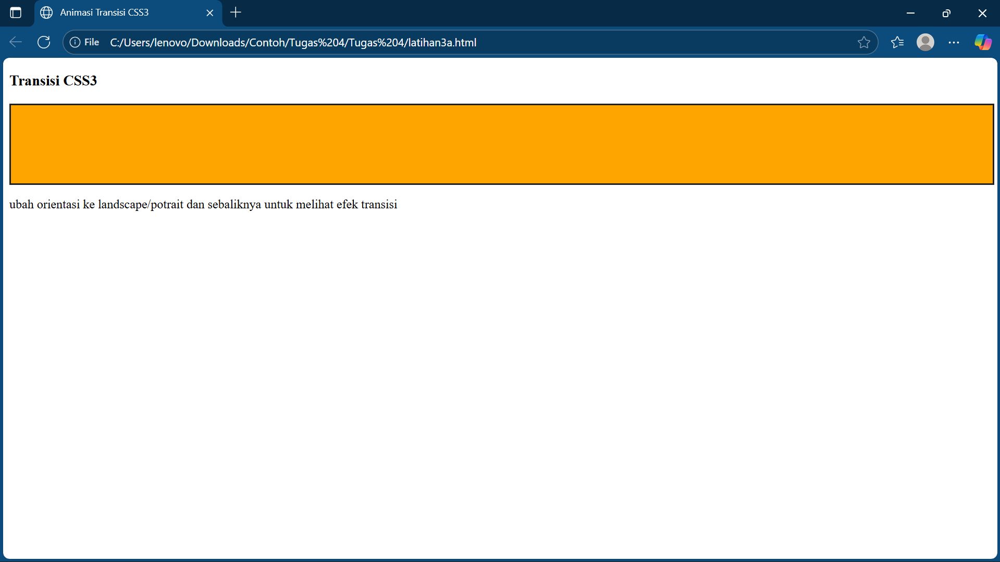 Animasi Transisi CSS3
File C:/Users/lenovo/Downloads/Contoh/Tugas%204/Tugas%204/latihan3a.html
Transisi CSS3
ubah orientasi ke landscape/potrait dan sebaliknya untuk melihat efek transisi